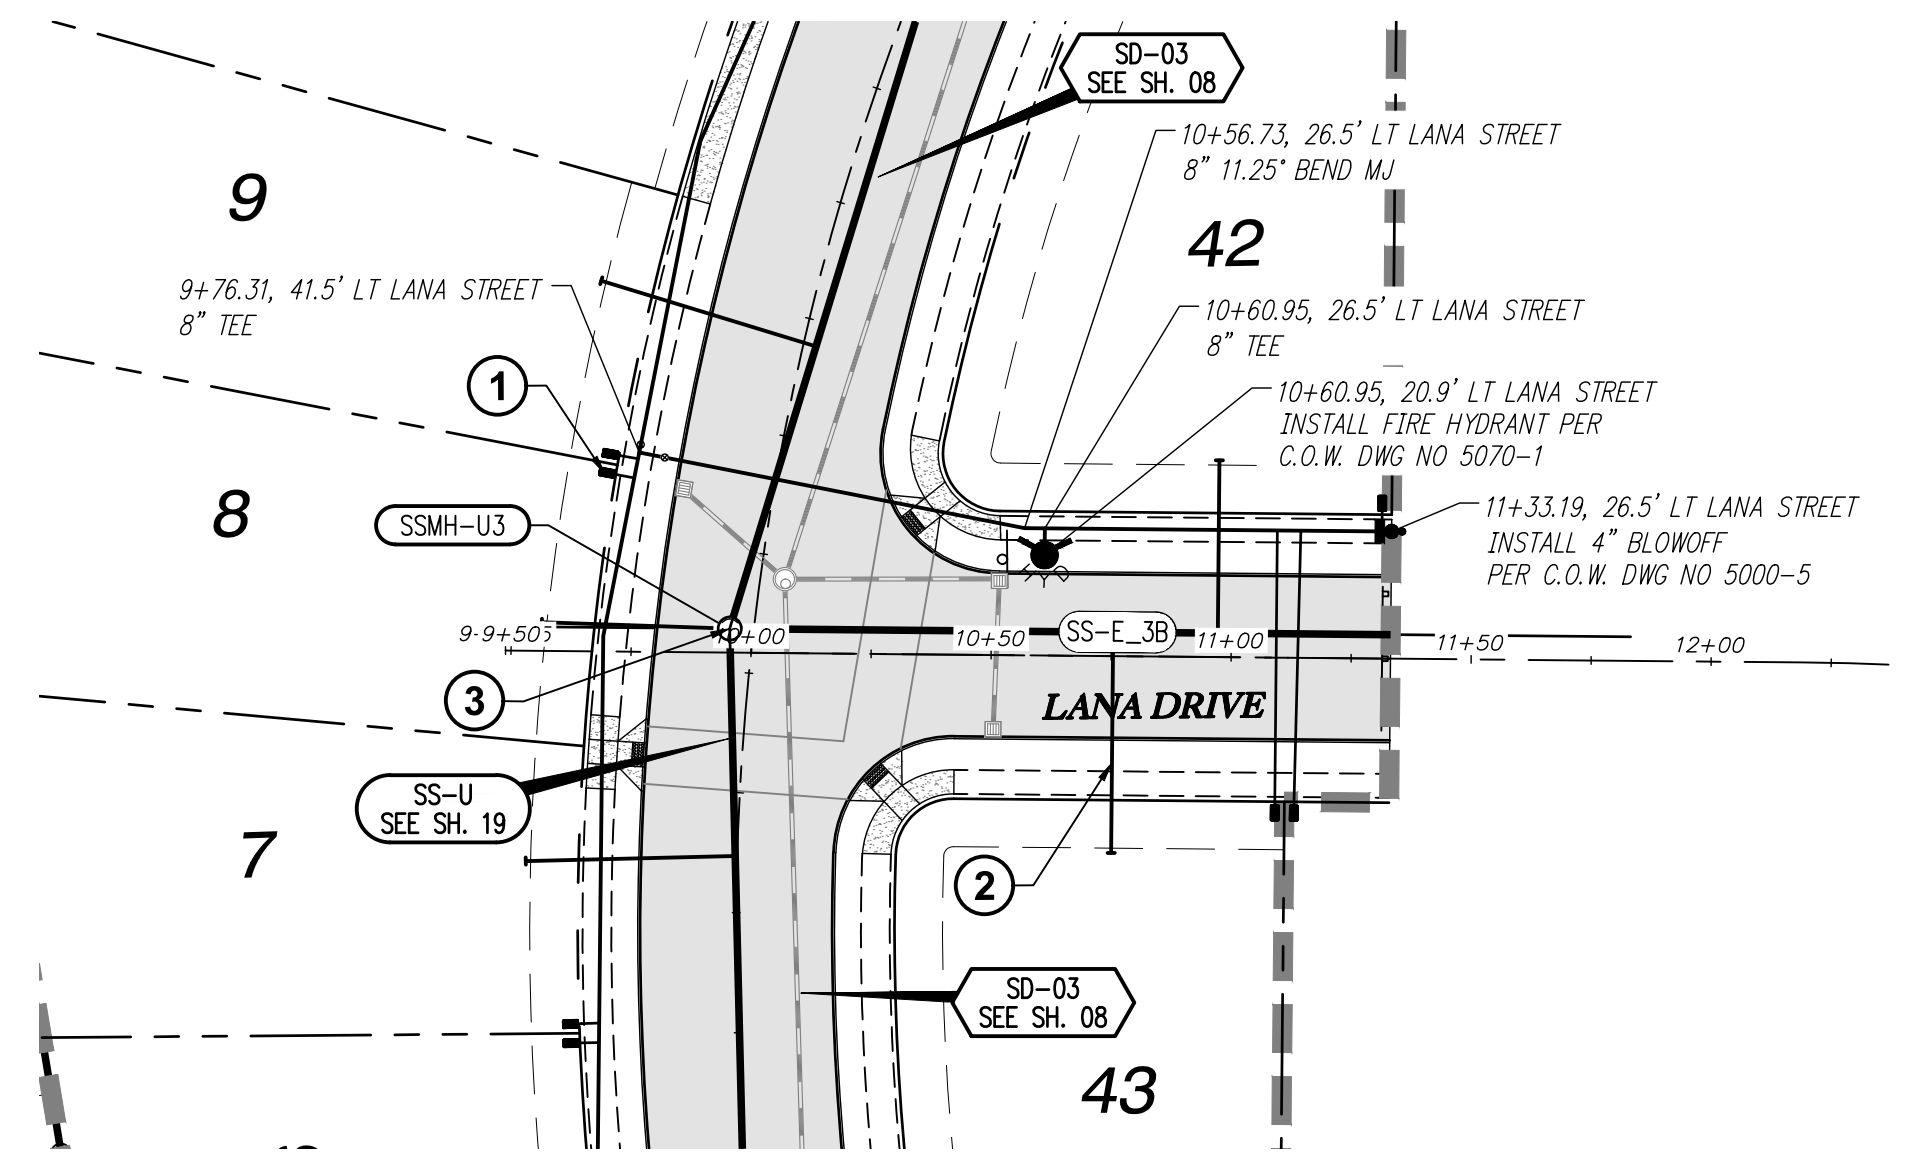 SD-03
SEE SH. 08
10+56.73, 26.5' LT LANA STREET
8" 11.25° BEND MJ
9
42
9+76.31, 41.5' LT LANA STREET
8" TEE
10+60.95, 26.5' LT LANA STREET
8" TEE
1
10+60.95, 20.9' LT LANA STREET
INSTALL FIRE HYDRANT PER
C.O.W. DWG NO 5070-1
8
SSMH-U3
11+33.19, 26.5' LT LANA STREET
INSTALL 4" BLOWOFF
PER C.O.W. DWG NO 5000-5
9+50
10+00
10+50
SS-E_3B
11+00
11+50
12+00
3
LANA DRIVE
SS-U
SEE SH. 19
7
2
SD-03
SEE SH. 08
43